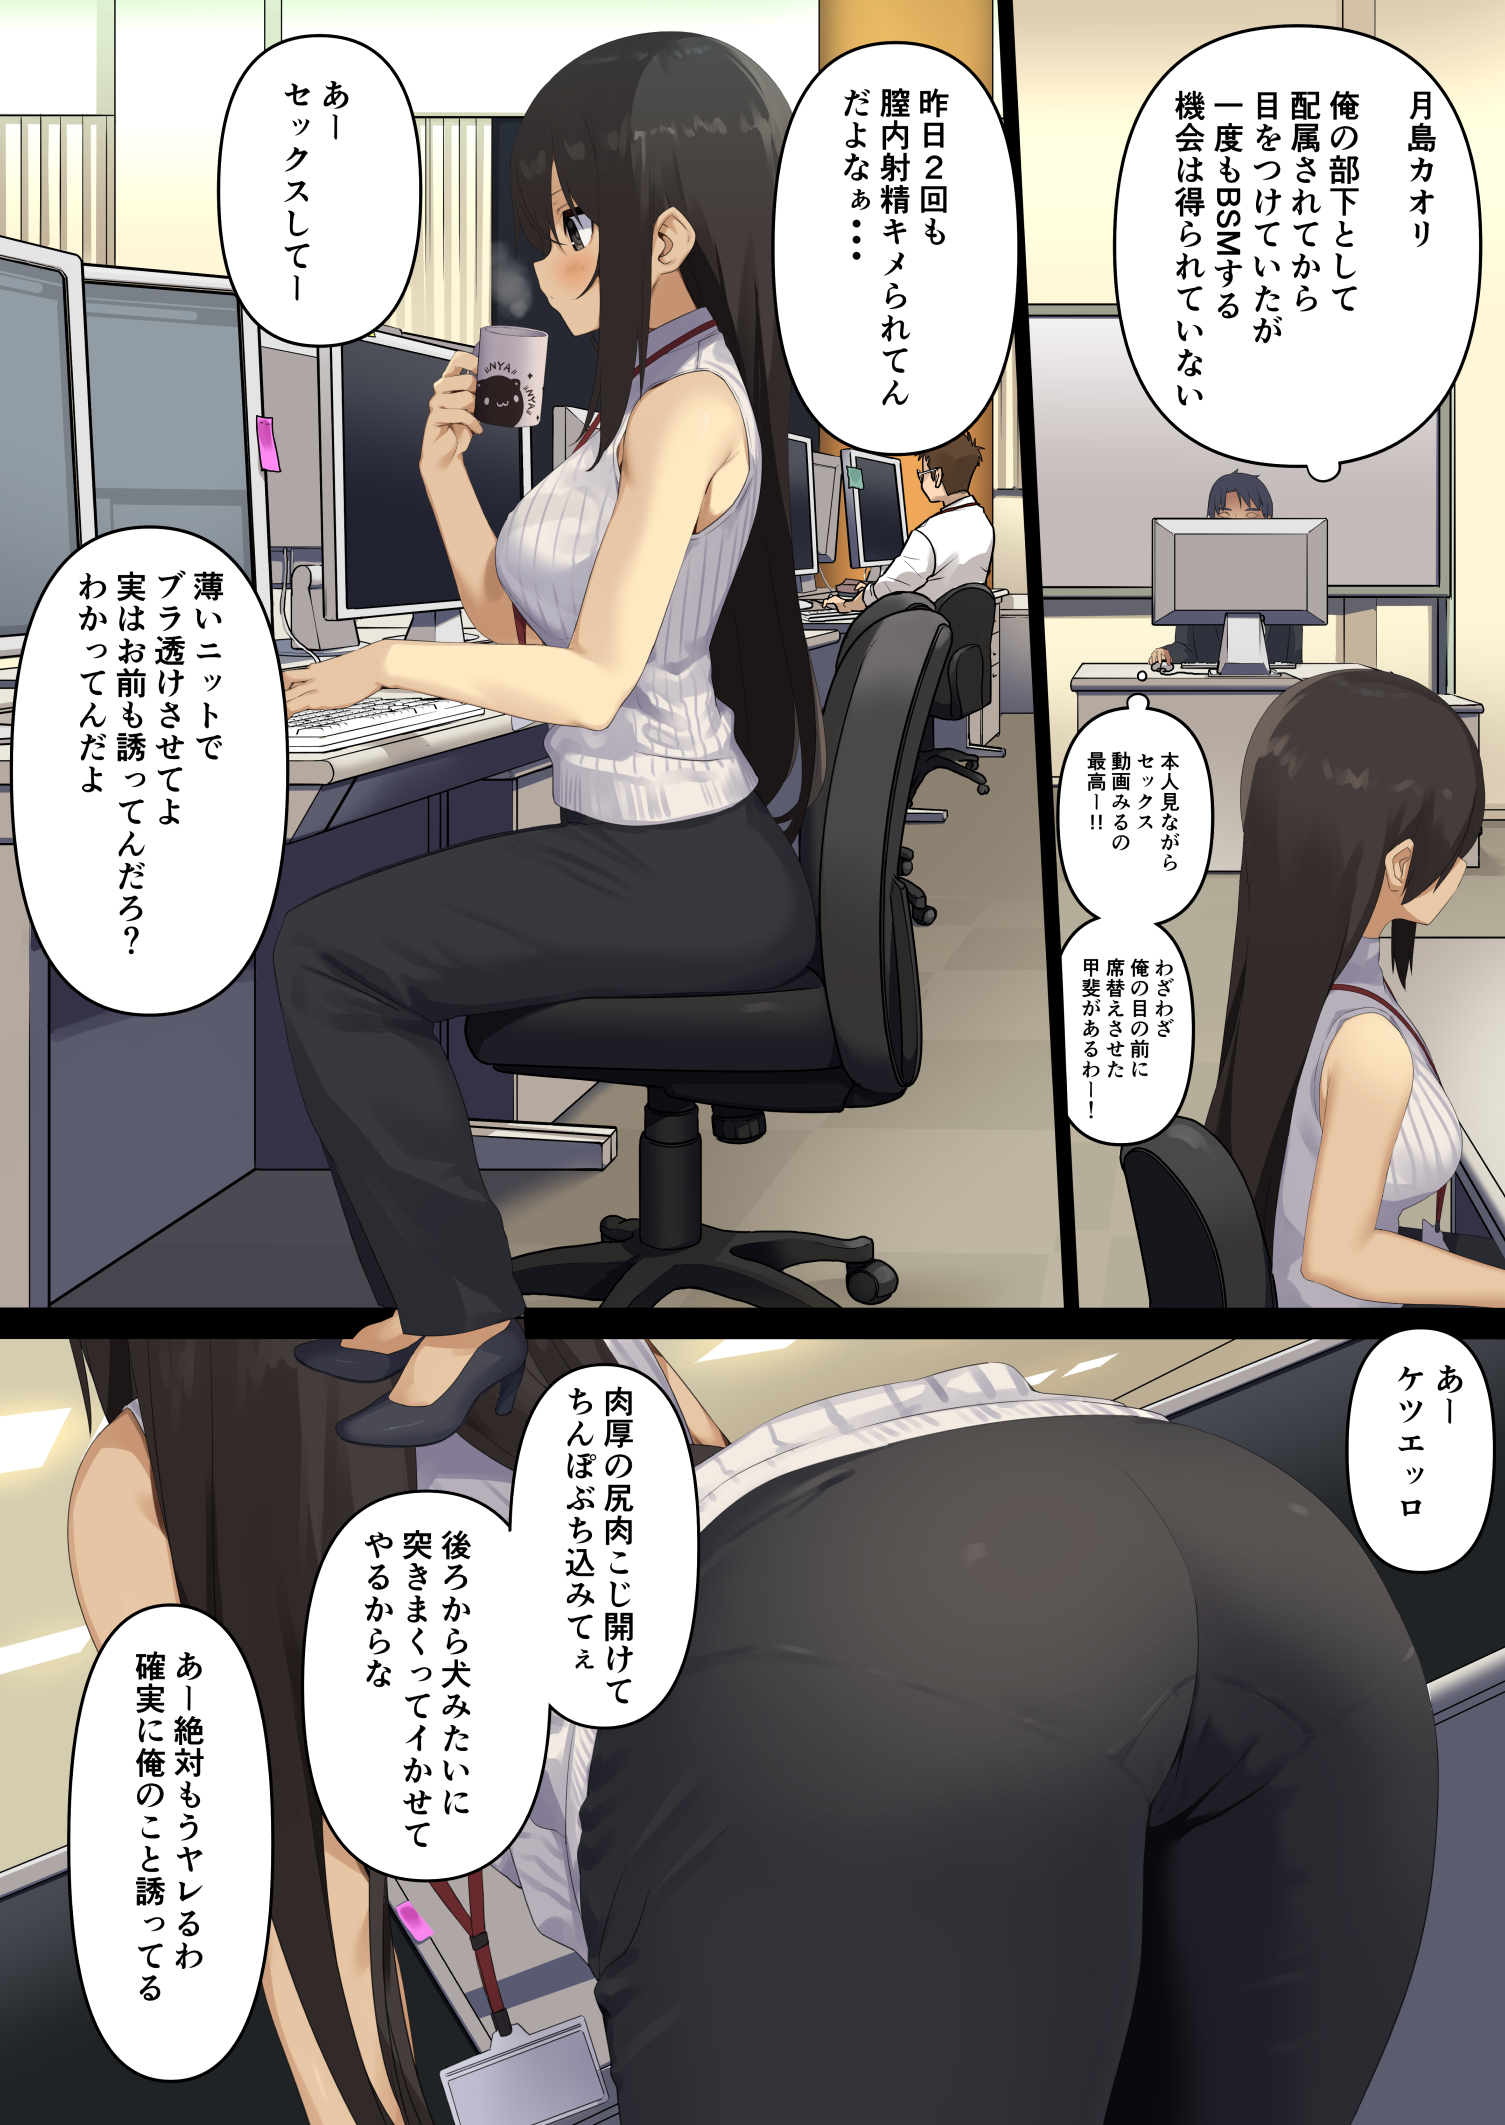 月島カオリ
俺の部下として
配属されてから
目をつけていたが
一度もBSMする
機会は得られていない
本人見ながら
セックス
動画みるの
最高ー!!
わざわざ
俺の目の前に
席替えさせた
甲斐があるわー!
昨日2回も
膣内射精キメられてん
だよなぁ・・・
あー
セックスしてー
NYA
NYA
薄いニットで
ブラ透けさせてよ
実はお前も誘ってんだろ?
わかってんだよ
あー
ケツエッロ
肉厚の尻肉こじ開けて
ちんぽぶち込みてぇ
後ろから犬みたいに
突きまくってイかせて
やるからな
あー絶対もうヤレるわ
確実に俺のこと誘ってる